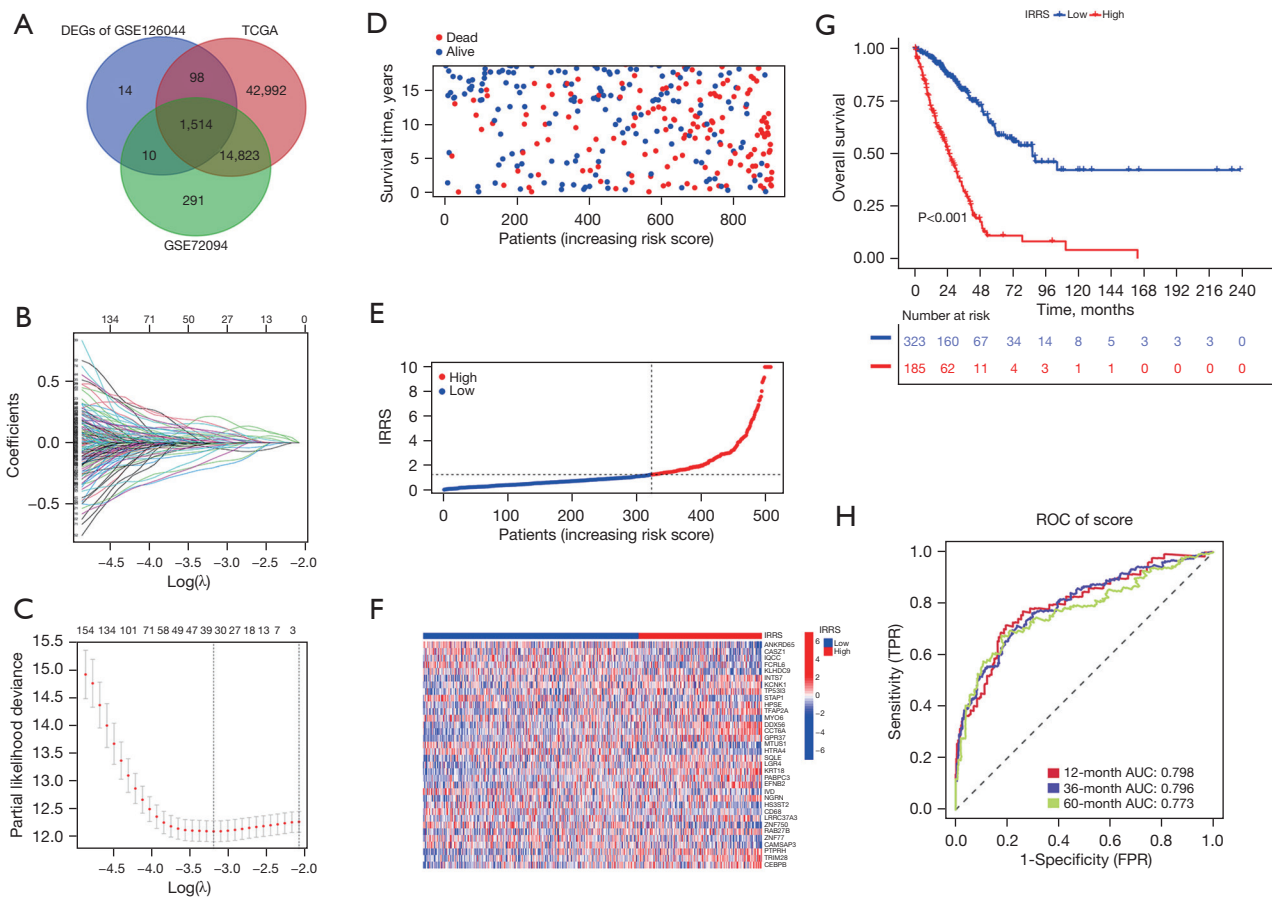 A
DEGs of GSE126044
TCGA
14
98
42,992
1,514
10
14,823
291
GSE72094
B
134 71 50 27 13 0
0.5
0.0
−0.5
Coefficients
−4.5 −4.0 −3.5 −3.0 −2.5 −2.0
Log(λ)
C
154 134 101 71 58 49 47 39 30 27 18 13 7 3
15.5
15.0
14.5
14.0
13.5
13.0
12.5
12.0
Partial likelihood deviance
−4.5 −4.0 −3.5 −3.0 −2.5 −2.0
Log(λ)
D
Dead
Alive
15
10
5
0
Survival time, years
0 200 400 600 800
Patients (increasing risk score)
E
High
Low
10
8
6
4
2
0
IRRS
0 100 200 300 400 500
Patients (increasing risk score)
F
IRRS
ANKRD65
CASZ1
IQCC
FCRL6
KLHDC9
INTS7
KCNK1
TP53I3
STAP1
HPSE
TFAP2A
MYO6
DDX56
CCT6A
GPR37
MTUS1
HTRA4
SQLE
LGR4
KRT18
PABPC3
EFNB2
IVD
NGRN
HS3ST2
CD68
LRRC37A3
ZNF750
RAB27B
ZNF77
CAMSAP3
PTPRH
TRIM28
CEBPB
6
4
2
0
−2
−4
−6
IRRS
Low
High
G
IRRS Low High
1.00
0.75
0.50
0.25
0.00
Overall survival
P<0.001
0 24 48 72 96 120 144 168 192 216 240
Time, months
Number at risk
323 160 67 34 14 8 5 3 3 3 0
185 62 11 4 3 1 1 0 0 0 0
H
ROC of score
1.0
0.8
0.6
0.4
0.2
0.0
Sensitivity (TPR)
12-month AUC: 0.798
36-month AUC: 0.796
60-month AUC: 0.773
0.0 0.2 0.4 0.6 0.8 1.0
1-Specificity (FPR)